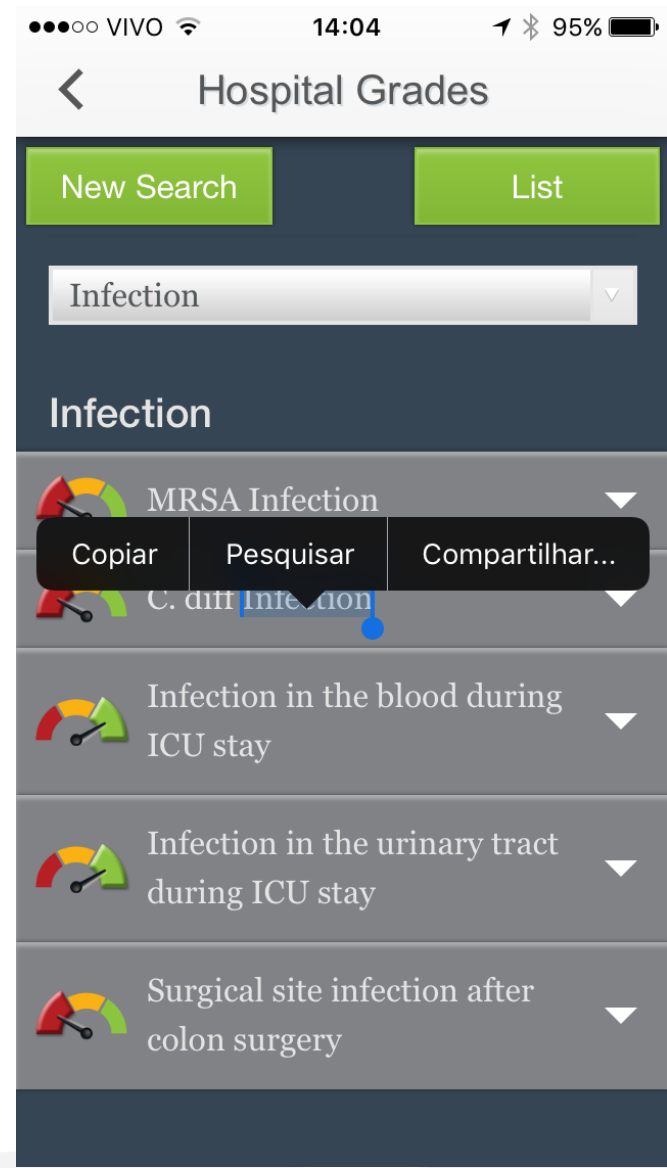 VIVO 14:04 95%
Hospital Grades
New Search List
Infection
Infection
MRSA Infection
Copiar Pesquisar Compartilhar...
C. diff Infection
Infection in the blood during
ICU stay
Infection in the urinary tract
during ICU stay
Surgical site infection after
colon surgery